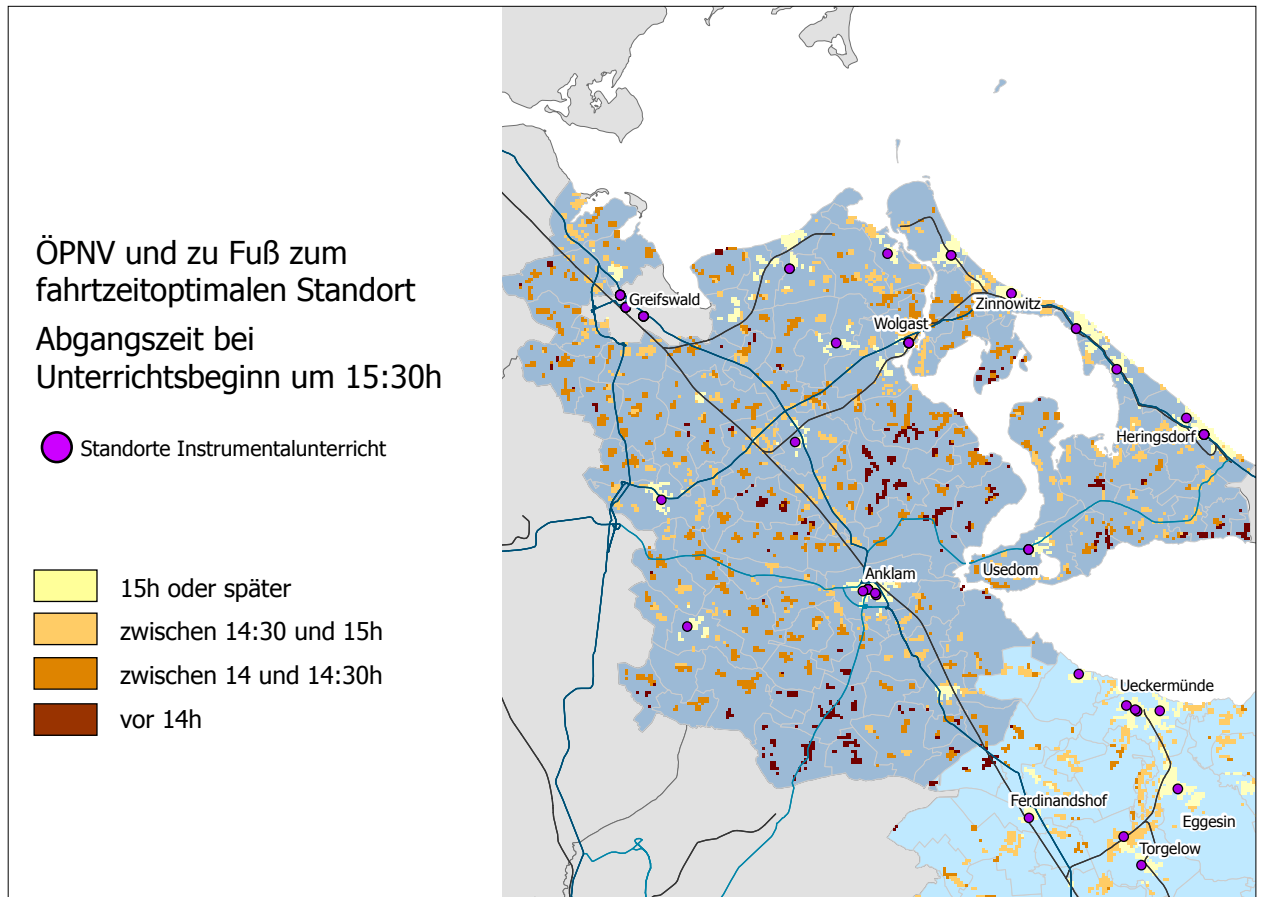 ÖPNV und zu Fuß zum
fahrtzeitoptimalen Standort
Abgangszeit bei
Unterrichtsbeginn um 15:30h
Standorte Instrumentalunterricht
15h oder später
zwischen 14:30 und 15h
zwischen 14 und 14:30h
vor 14h
Greifswald
Zinnowitz
Wolgast
Heringsdorf
Usedom
Anklam
Ueckermünde
Ferdinandshof
Eggesin
Torgelow